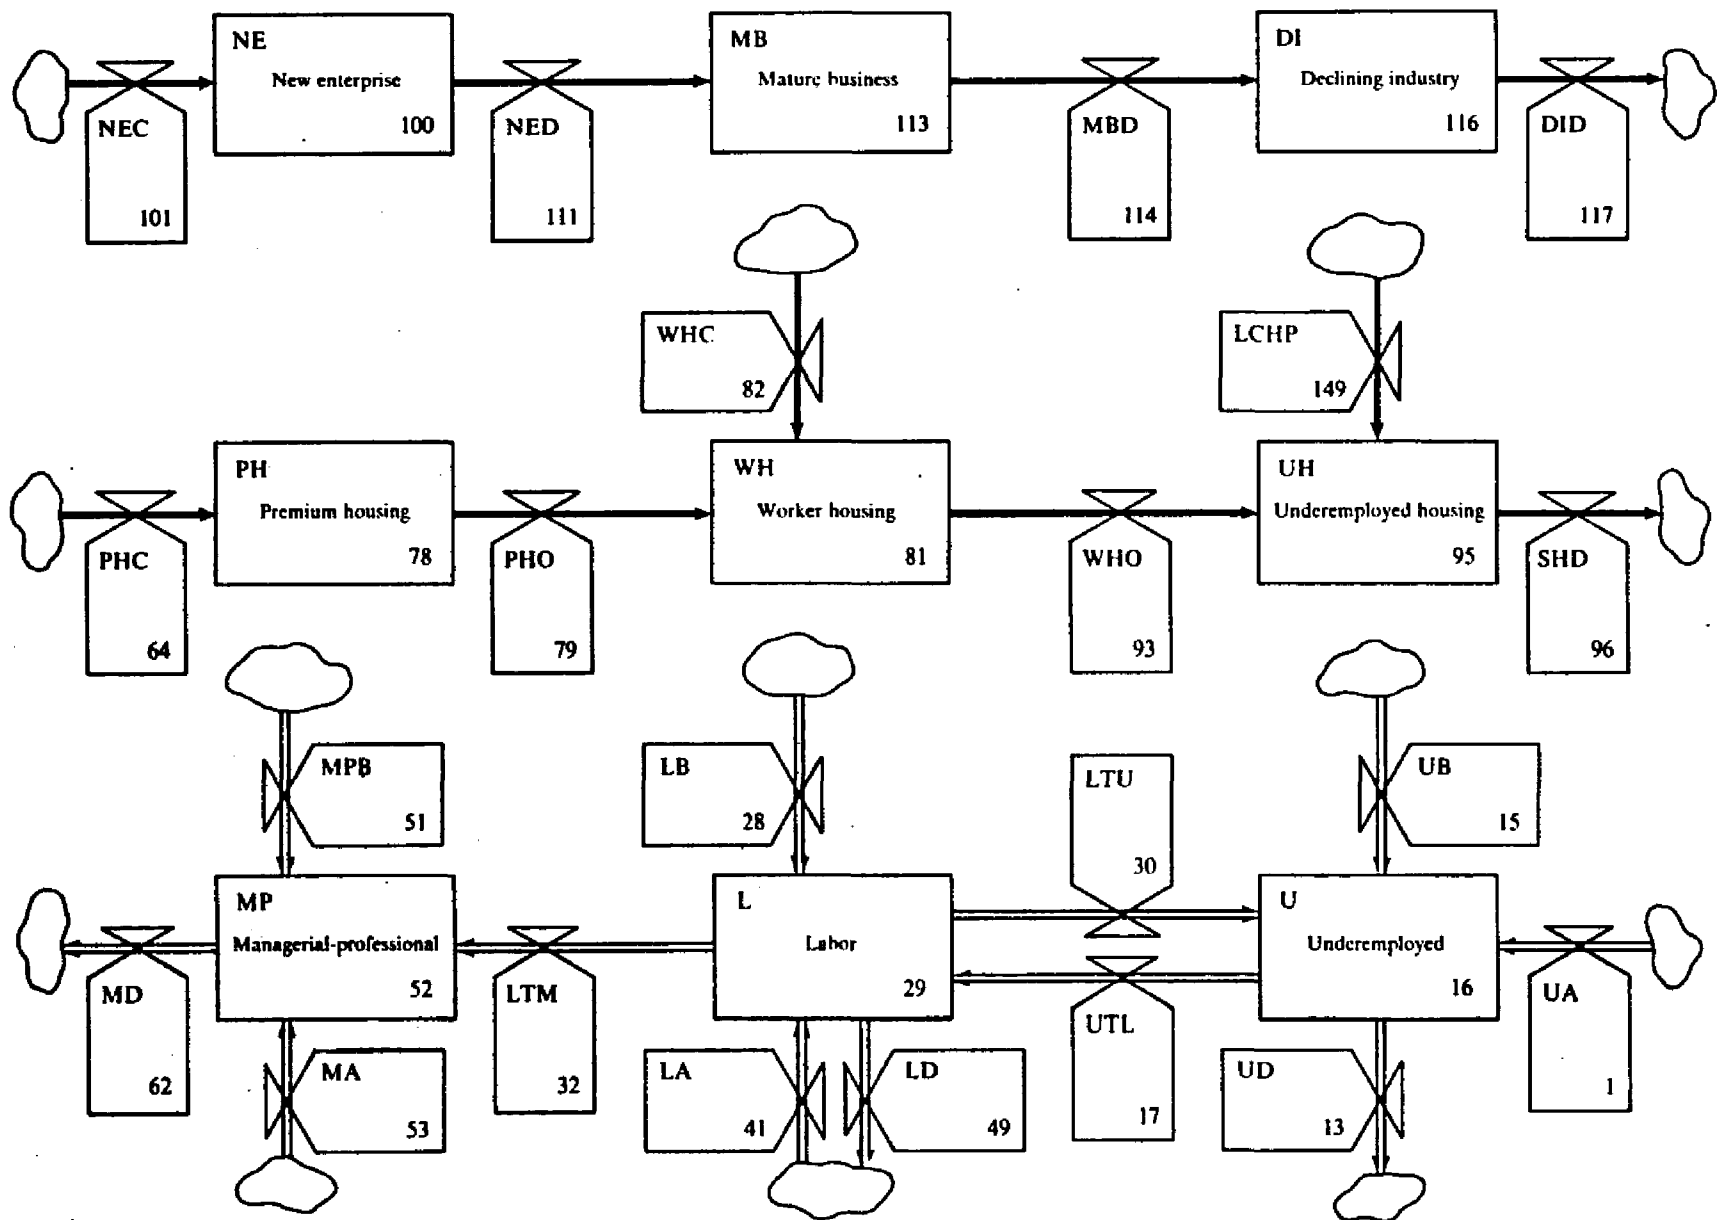 NE
New enterprise
100
MB
Mature business
113
DI
Declining industry
116
NEC
101
NED
111
MBD
114
DID
117
WHC
82
LCHP
149
PH
Premium housing
78
WH
Worker housing
81
UH
Underemployed housing
95
PHC
64
PHO
79
WHO
93
SHD
96
MPB
51
LB
28
LTU
30
UB
15
MP
Managerial-professional
52
L
Labor
29
U
Underemployed
16
MD
62
LTM
32
UTL
17
UA
1
MA
53
LA
41
LD
49
UD
13